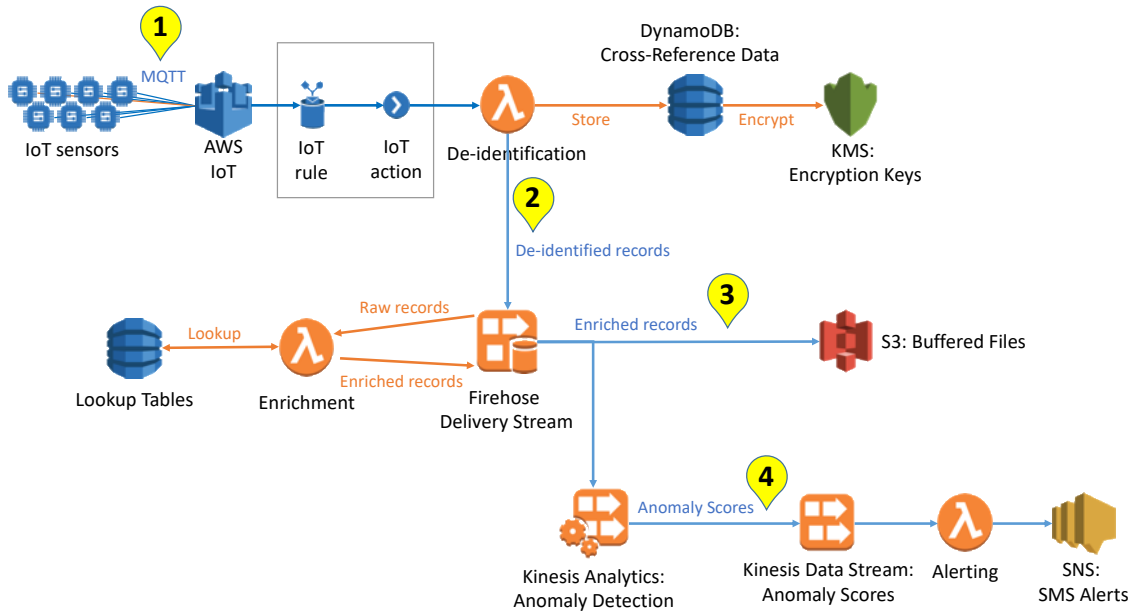 1
MQTT
IoT sensors
AWS
IoT
IoT
rule
IoT
action
De-identification
Store
DynamoDB:
Cross-Reference Data
Encrypt
KMS:
Encryption Keys
2
De-identified records
Lookup
Lookup Tables
Raw records
Enriched records
Enrichment
Firehose
Delivery Stream
Enriched records
3
S3: Buffered Files
4
Anomaly Scores
Kinesis Analytics:
Anomaly Detection
Kinesis Data Stream:
Anomaly Scores
Alerting
SNS:
SMS Alerts